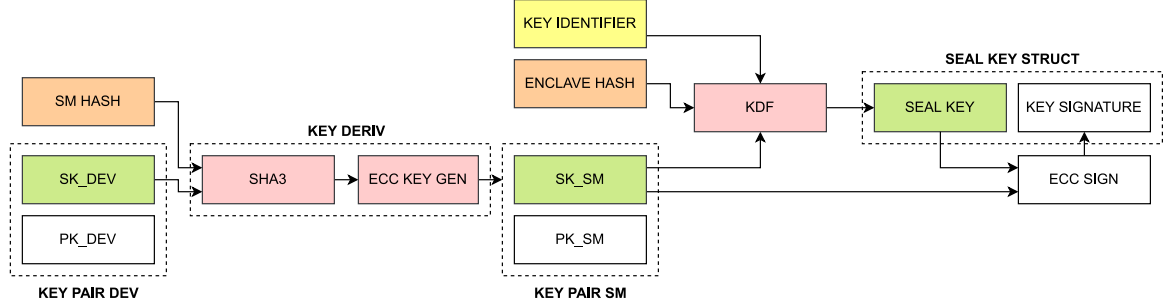 KEY IDENTIFIER
SEAL KEY STRUCT
SM HASH
ENCLAVE HASH
KDF
SEAL KEY
KEY SIGNATURE
KEY DERIV
SK_DEV
SHA3
ECC KEY GEN
SK_SM
ECC SIGN
PK_DEV
PK_SM
KEY PAIR DEV
KEY PAIR SM